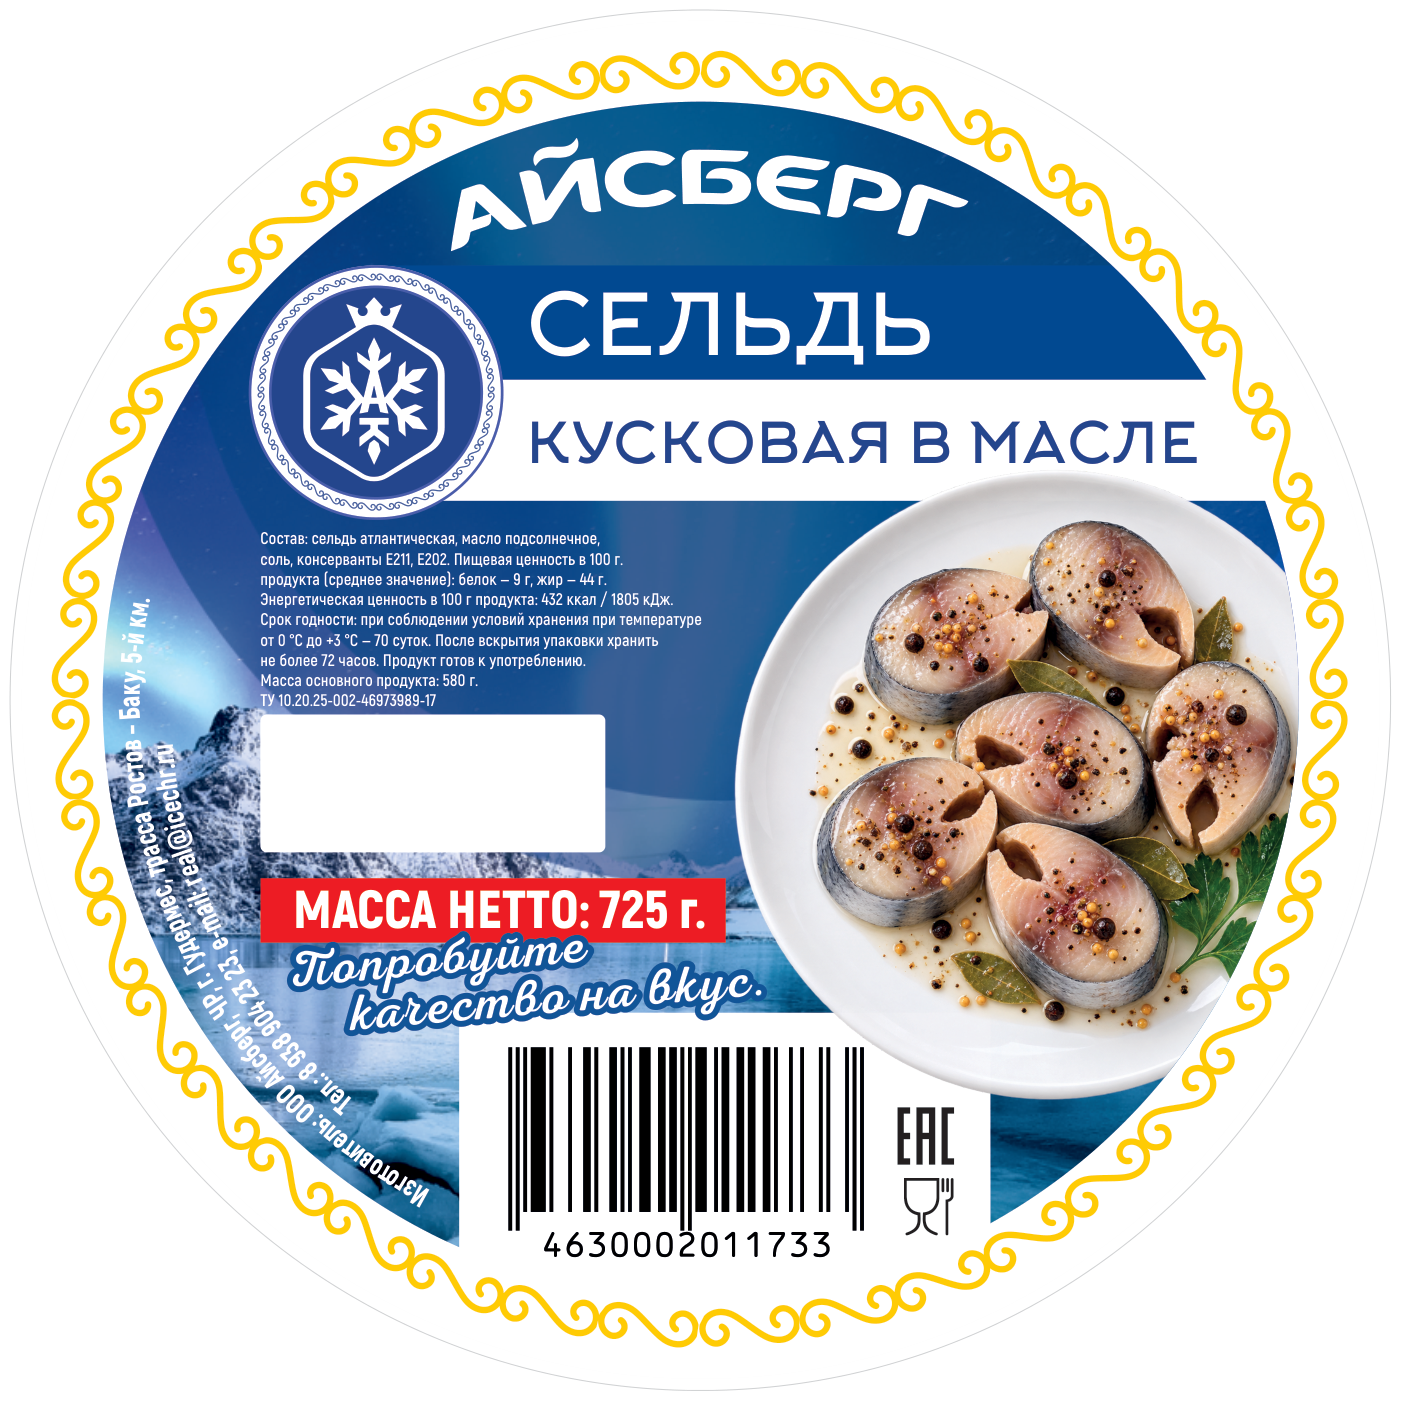 АЙСБЕРГ
СЕЛЬДЬ
КУСКОВАЯ В МАСЛЕ
Состав: сельдь атлантическая, масло подсолнечное,
соль, консерванты Е211, Е202. Пищевая ценность в 100 г.
продукта (среднее значение): белок – 9 г, жир – 44 г.
Энергетическая ценность в 100 г продукта: 432 ккал / 1805 кДж.
Срок годности: при соблюдении условий хранения при температуре
от 0 °С до +3 °С – 70 суток. После вскрытия упаковки хранить
не более 72 часов. Продукт готов к употреблению.
Масса основного продукта: 580 г.
ТУ 10.20.25-002-46973989-17
МАССА НЕТТО: 725 г.
Попробуйте
качество на вкус.
Изготовитель: ООО Айсберг, ЧР, г. Гудермес, трасса Ростов – Баку, 5-й км.
Тел.: 8 938 904 23 23, e-mail: real@icechr.ru
4630002011733
EAC